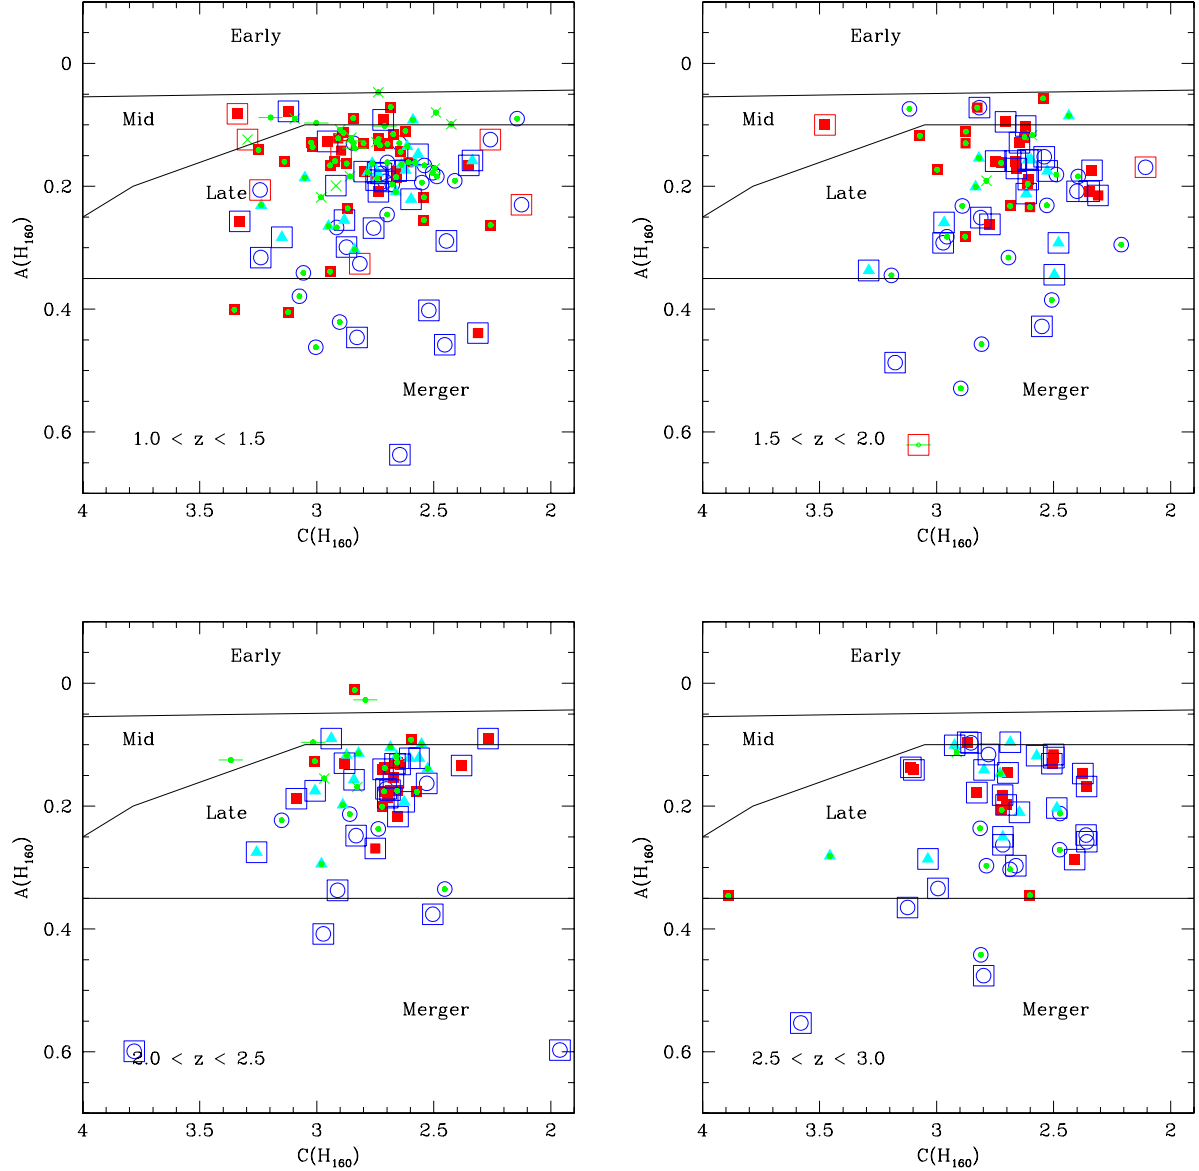 Early
0
Mid
0.2
Late
A(H160)
0.4
Merger
0.6
1.0 < z < 1.5
4 3.5 3 2.5 2
C(H160)
Early
0
Mid
0.2
Late
A(H160)
0.4
Merger
0.6
1.5 < z < 2.0
4 3.5 3 2.5 2
C(H160)
Early
0
Mid
0.2
Late
A(H160)
0.4
Merger
0.6
2.0 < z < 2.5
4 3.5 3 2.5 2
C(H160)
Early
0
Mid
0.2
Late
A(H160)
0.4
Merger
0.6
2.5 < z < 3.0
4 3.5 3 2.5 2
C(H160)